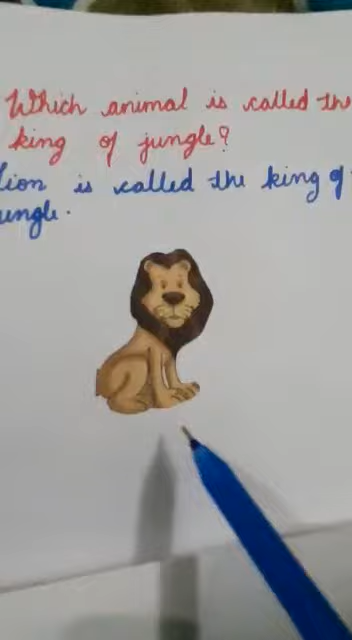 Which animal is called the
king of jungle?
Lion is called the king of
jungle.